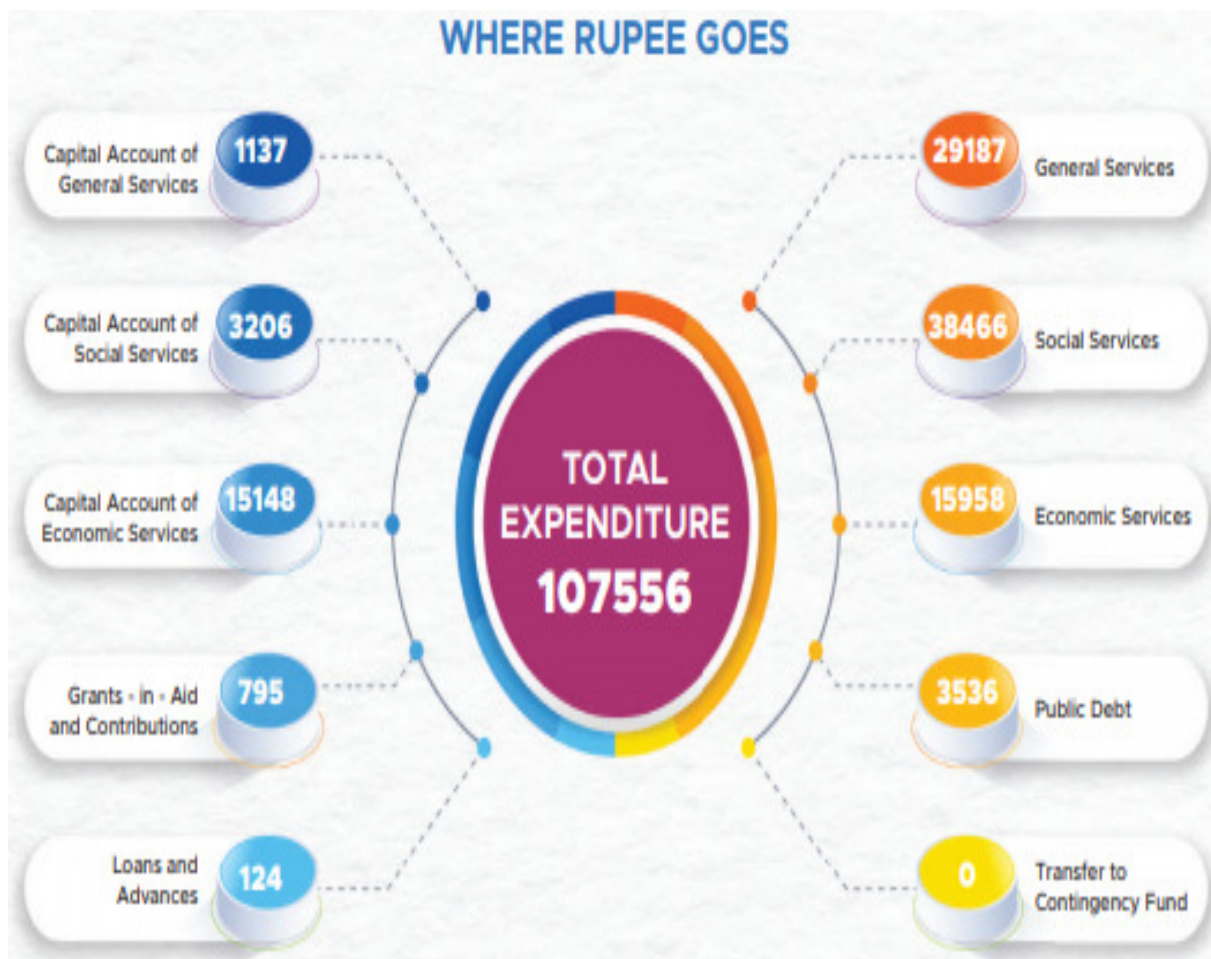 WHERE RUPEE GOES
Capital Account of
General Services
1137
29187
General Services
Capital Account of
Social Services
3206
38466
Social Services
Capital Account of
Economic Services
15148
15958
Economic Services
TOTAL
EXPENDITURE
107556
Grants - in - Aid
and Contributions
795
3536
Public Debt
Loans and
Advances
124
0
Transfer to
Contingency Fund